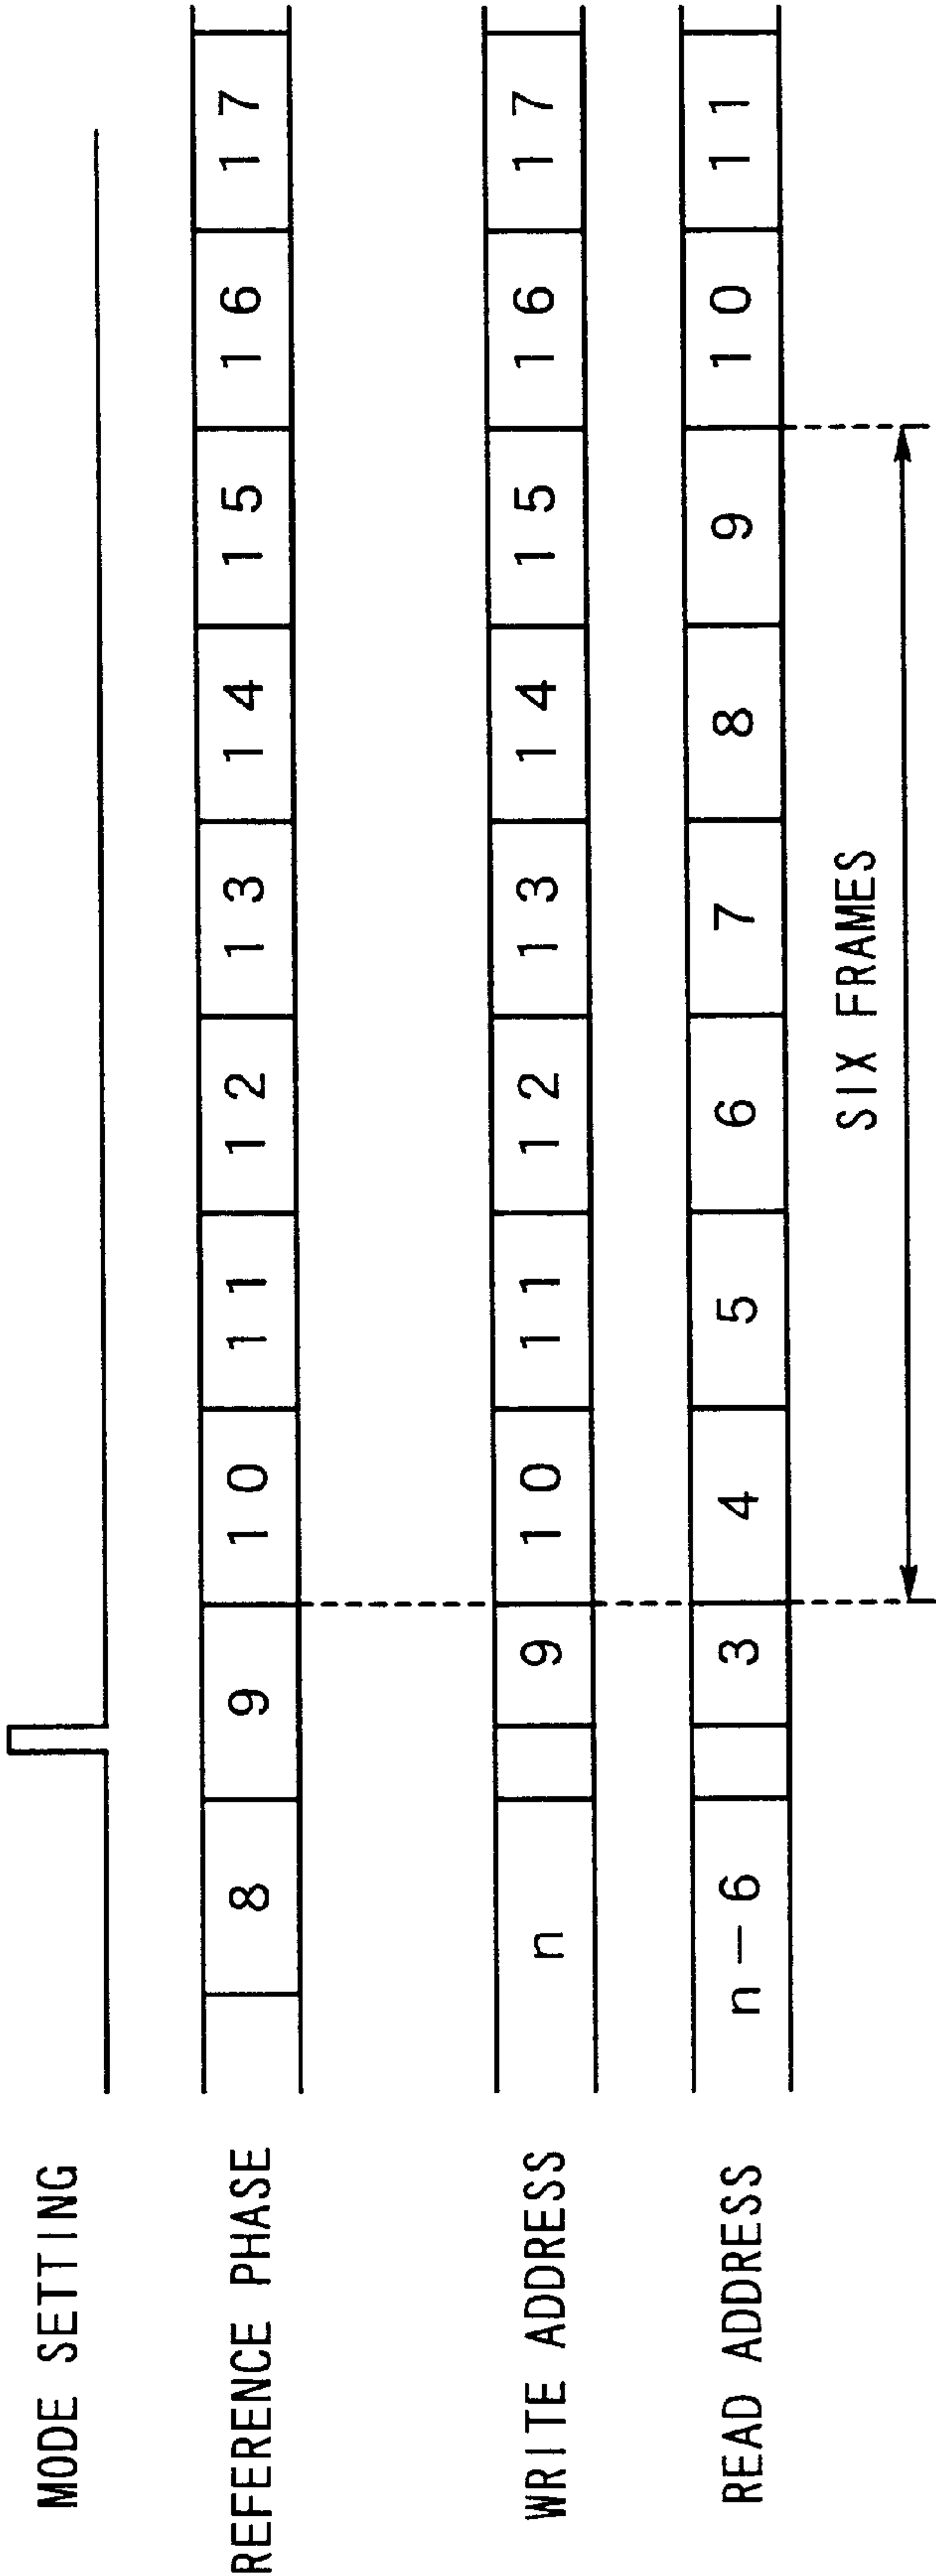 MODE SETTING
REFERENCE PHASE 8 9 10 11 12 13 14 15 16 17
WRITE ADDRESS n 9 10 11 12 13 14 15 16 17
READ ADDRESS n-6 3 4 5 6 7 8 9 10 11
SIX FRAMES